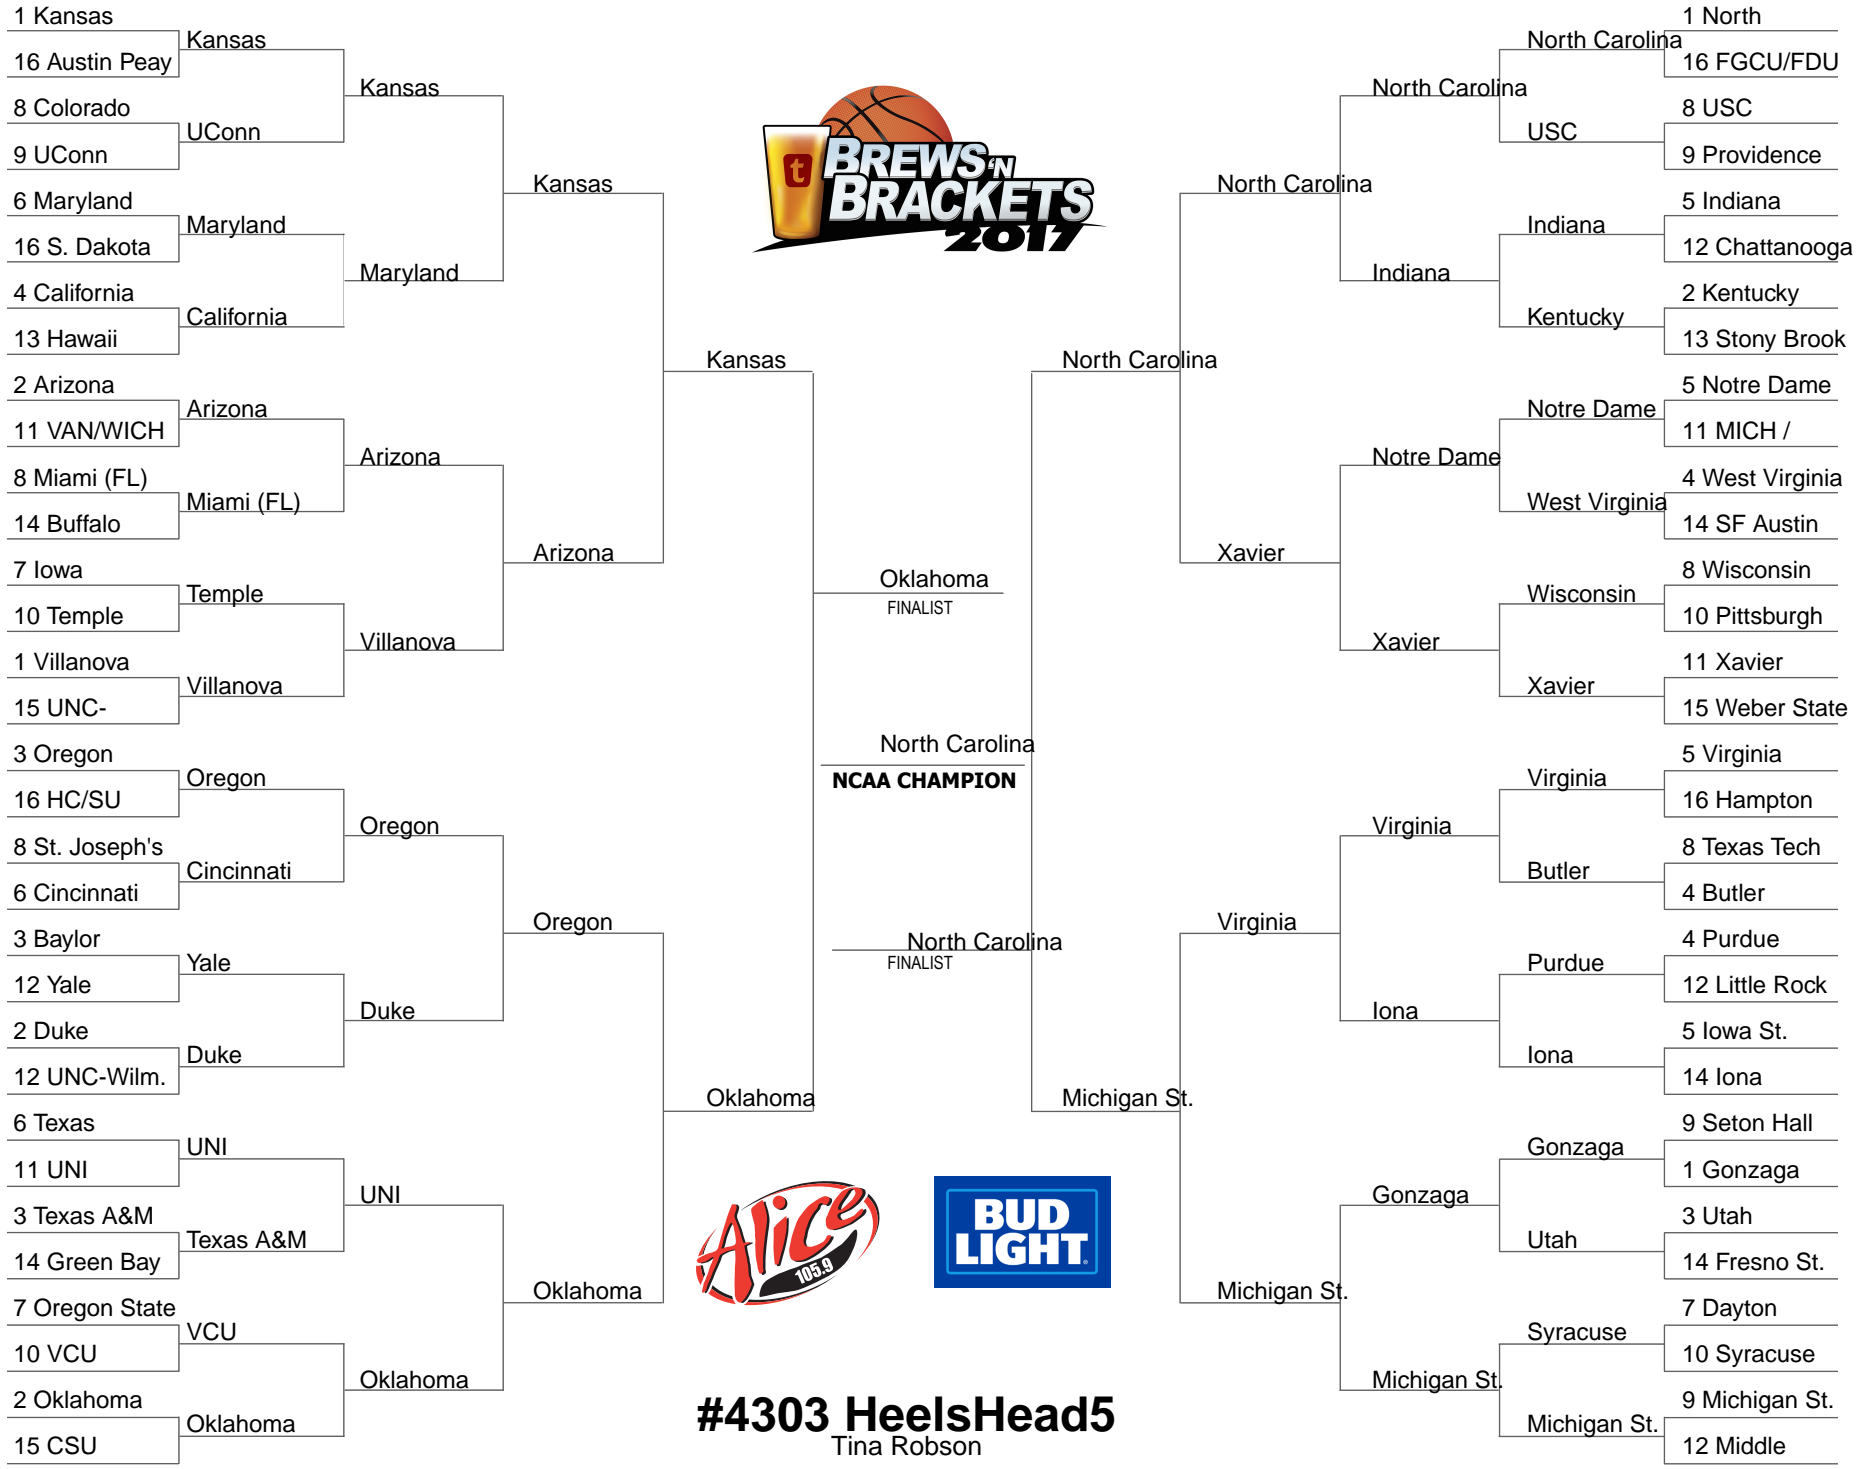 1 Kansas
16 Austin Peay
8 Colorado
9 UConn
6 Maryland
16 S. Dakota
4 California
13 Hawaii
2 Arizona
11 VAN/WICH
8 Miami (FL)
14 Buffalo
7 Iowa
10 Temple
1 Villanova
15 UNC-
3 Oregon
16 HC/SU
8 St. Joseph's
6 Cincinnati
3 Baylor
12 Yale
2 Duke
12 UNC-Wilm.
6 Texas
11 UNI
3 Texas A&M
14 Green Bay
7 Oregon State
10 VCU
2 Oklahoma
15 CSU
Kansas
UConn
Maryland
California
Arizona
Miami (FL)
Temple
Villanova
Oregon
Cincinnati
Yale
Duke
UNI
Texas A&M
VCU
Oklahoma
Kansas
Maryland
Arizona
Villanova
Oregon
Duke
UNI
Oklahoma
Kansas
Arizona
Oregon
Oklahoma
Kansas
Oklahoma
t
BREWS 'N
BRACKETS
2017
Oklahoma
FINALIST
North Carolina
NCAA CHAMPION
North Carolina
FINALIST
Alice
105.9
BUD
LIGHT
#4303 HeelsHead5
Tina Robson
North Carolina
Michigan St.
North Carolina
Xavier
Virginia
Michigan St.
North Carolina
Indiana
Notre Dame
Xavier
Virginia
Iona
Gonzaga
Michigan St.
North Carolina
USC
Indiana
Kentucky
Notre Dame
West Virginia
Wisconsin
Xavier
Virginia
Butler
Purdue
Iona
Gonzaga
Utah
Syracuse
Michigan St.
1 North
16 FGCU/FDU
8 USC
9 Providence
5 Indiana
12 Chattanooga
2 Kentucky
13 Stony Brook
5 Notre Dame
11 MICH /
4 West Virginia
14 SF Austin
8 Wisconsin
10 Pittsburgh
11 Xavier
15 Weber State
5 Virginia
16 Hampton
8 Texas Tech
4 Butler
4 Purdue
12 Little Rock
5 Iowa St.
14 Iona
9 Seton Hall
1 Gonzaga
3 Utah
14 Fresno St.
7 Dayton
10 Syracuse
9 Michigan St.
12 Middle